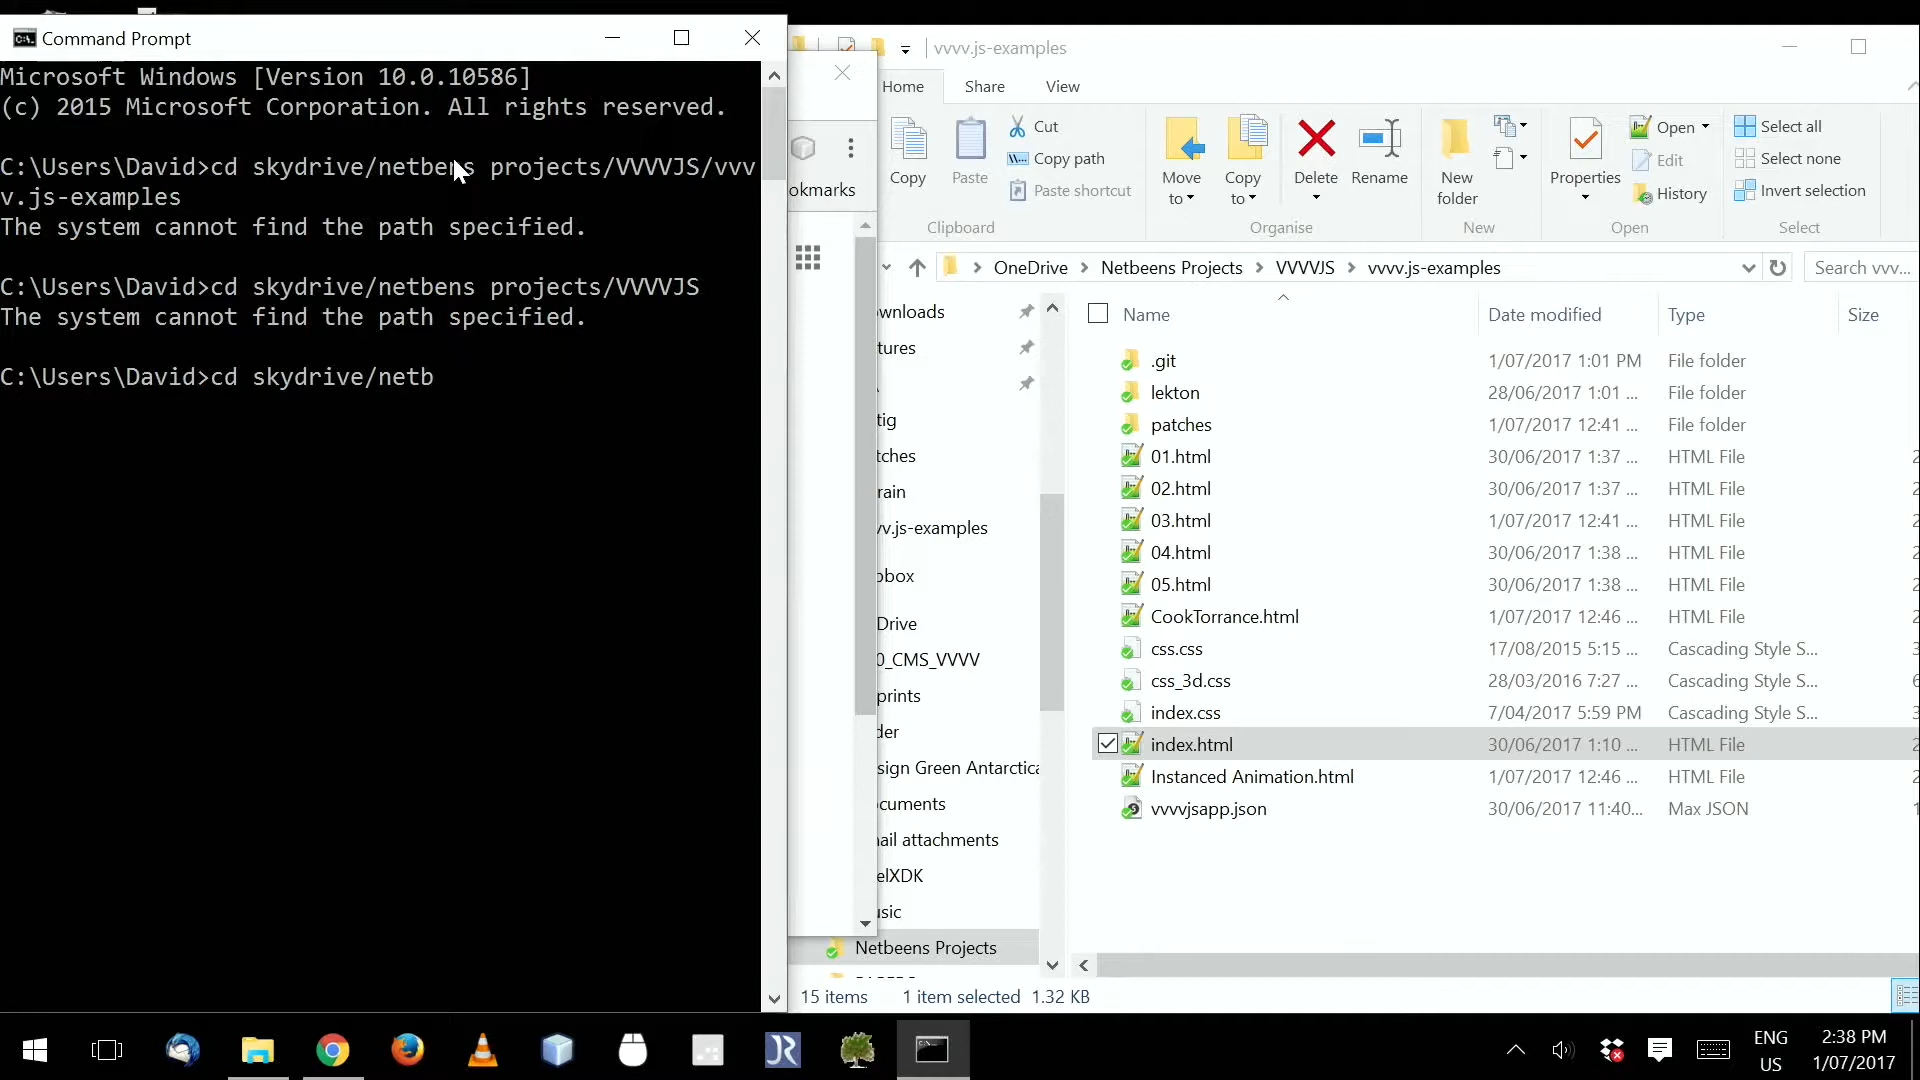 Command Prompt
Microsoft Windows [Version 10.0.10586]
(c) 2015 Microsoft Corporation. All rights reserved.
C:\Users\David>cd skydrive/netbens projects/VVVVJS/vvv
v.js-examples
The system cannot find the path specified.
C:\Users\David>cd skydrive/netbens projects/VVVVJS
The system cannot find the path specified.
C:\Users\David>cd skydrive/netb
okmarks
vvvv.js-examples
Home Share View
Copy
Paste
Cut
Copy path
Paste shortcut
Clipboard
Move to
Copy to
Delete
Rename
Organise
New folder
New
Properties
Open
Edit
History
Open
Select all
Select none
Invert selection
Select
OneDrive Netbeens Projects VVVVJS vvvv.js-examples
Search vvv...
wnloads
tures
tig
tches
rain
v.js-examples
box
Drive
0_CMS_VVVV
prints
der
sign Green Antarctica
cuments
ail attachments
elXDK
usic
Netbeens Projects
Name Date modified Type Size
.git 1/07/2017 1:01 PM File folder
lekton 28/06/2017 1:01 ... File folder
patches 1/07/2017 12:41 ... File folder
01.html 30/06/2017 1:37 ... HTML File 2
02.html 30/06/2017 1:37 ... HTML File 2
03.html 1/07/2017 12:41 ... HTML File 2
04.html 30/06/2017 1:38 ... HTML File 2
05.html 30/06/2017 1:38 ... HTML File 2
CookTorrance.html 1/07/2017 12:46 ... HTML File 2
css.css 17/08/2015 5:15 ... Cascading Style S... 3
css_3d.css 28/03/2016 7:27 ... Cascading Style S... 6
index.css 7/04/2017 5:59 PM Cascading Style S... 3
index.html 30/06/2017 1:10 ... HTML File 2
Instanced Animation.html 1/07/2017 12:46 ... HTML File 2
vvvvjsapp.json 30/06/2017 11:40... Max JSON 1
15 items 1 item selected 1.32 KB
ENG
US
2:38 PM
1/07/2017